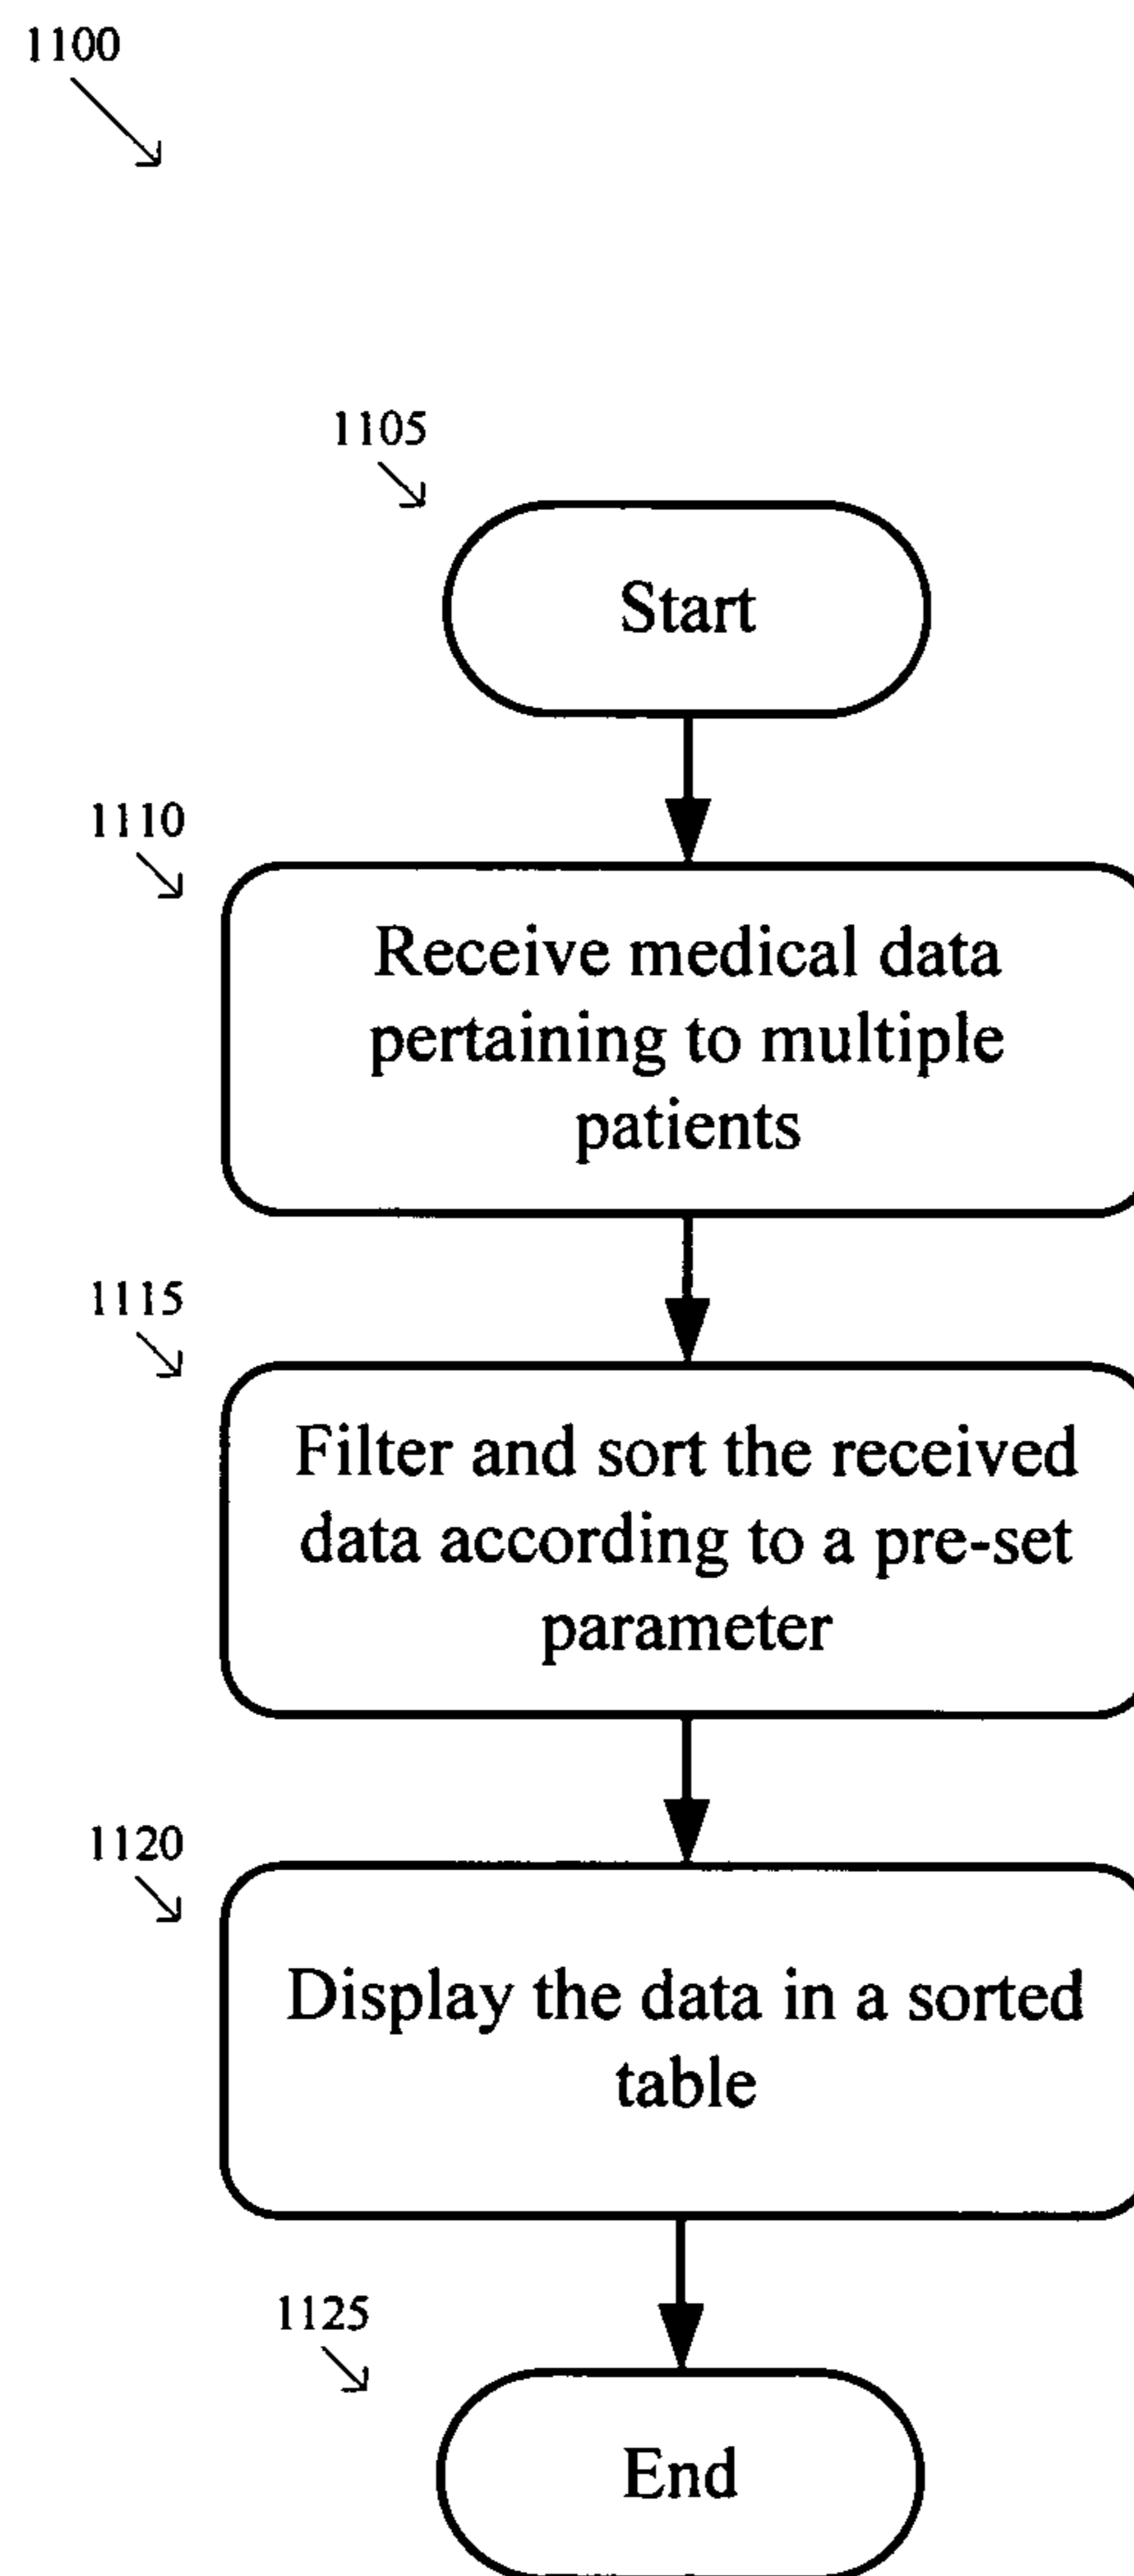 1100
1105
Start
1110
Receive medical data
pertaining to multiple
patients
1115
Filter and sort the received
data according to a pre-set
parameter
1120
Display the data in a sorted
table
1125
End